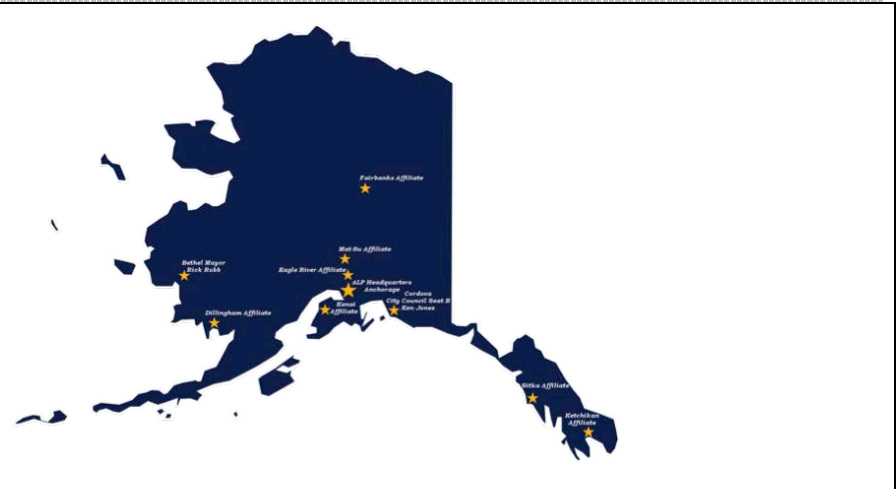 Fairbanks Affiliate
Mat-Su Affiliate
Bethel Mayor
Rick Robb
Eagle River Affiliate
ALP Headquarters
Anchorage
Cordova
City Council Seat B
Ken Jones
Kenai
Affiliate
Dillingham Affiliate
Sitka Affiliate
Ketchikan
Affiliate